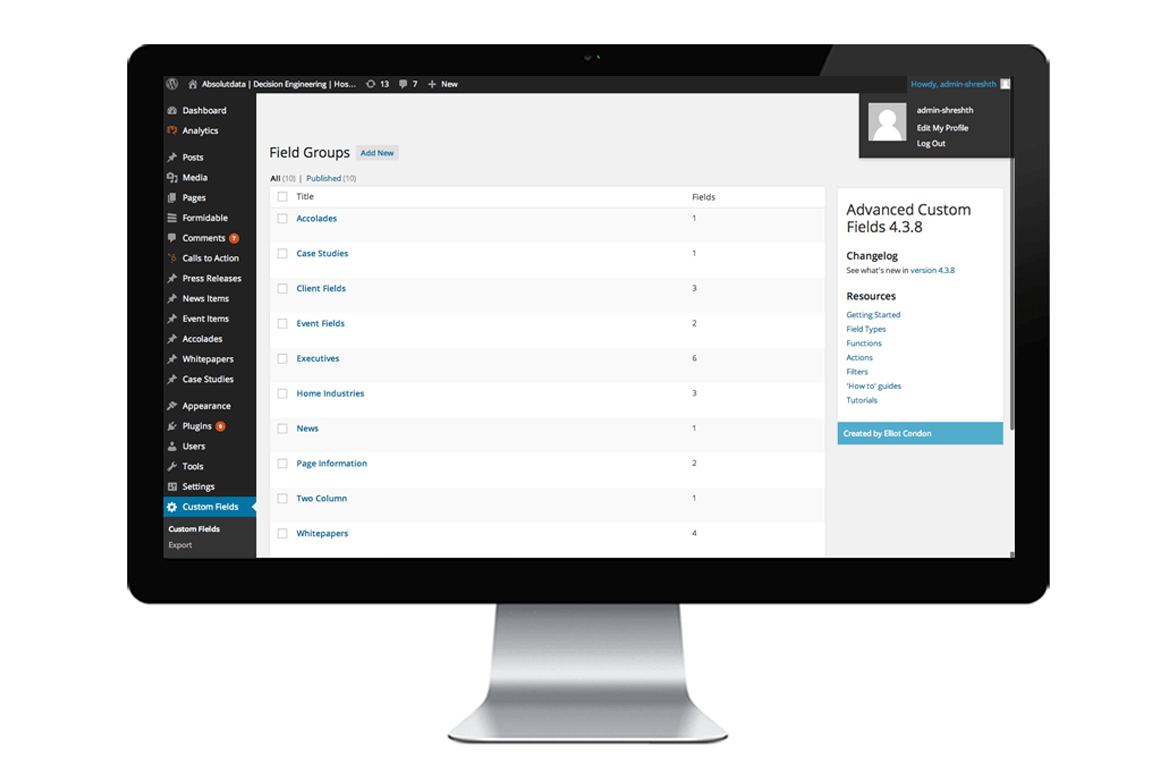 Absolutdata | Decision Engineering | Hos... 13 7 + New Howdy, admin-shreshth
admin-shreshth
Edit My Profile
Log Out
Dashboard
Analytics
Posts
Media
Pages
Formidable
Comments 7
Calls to Action
Press Releases
News Items
Event Items
Accolades
Whitepapers
Case Studies
Appearance
Plugins 6
Users
Tools
Settings
Custom Fields
Custom Fields
Export
Field Groups Add New
All (10) | Published (10)
Title Fields
Accolades 1
Case Studies 1
Client Fields 3
Event Fields 2
Executives 6
Home Industries 3
News 1
Page Information 2
Two Column 1
Whitepapers 4
Advanced Custom
Fields 4.3.8
Changelog
See what's new in version 4.3.8
Resources
Getting Started
Field Types
Functions
Actions
Filters
'How to' guides
Tutorials
Created by Elliot Condon